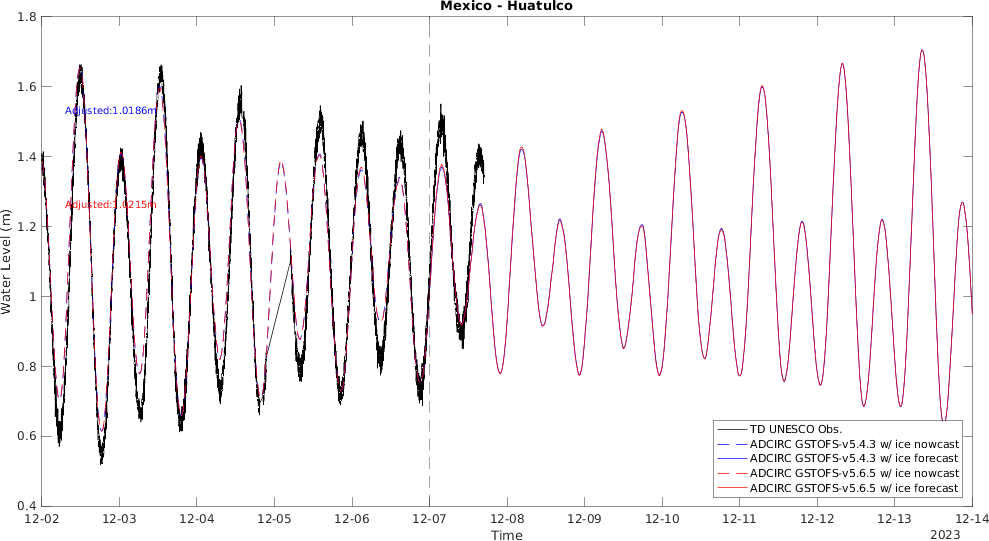 Mexico - Huatulco
1.8
1.6
1.4
1.2
1
0.8
0.6
0.4
Water Level (m)
Adjusted:1.0186m
Adjusted:1.0215m
TD UNESCO Obs.
ADCIRC GSTOFS-v5.4.3 w/ ice nowcast
ADCIRC GSTOFS-v5.4.3 w/ ice forecast
ADCIRC GSTOFS-v5.6.5 w/ ice nowcast
ADCIRC GSTOFS-v5.6.5 w/ ice forecast
12-02 12-03 12-04 12-05 12-06 12-07 12-08 12-09 12-10 12-11 12-12 12-13 12-14
Time
2023